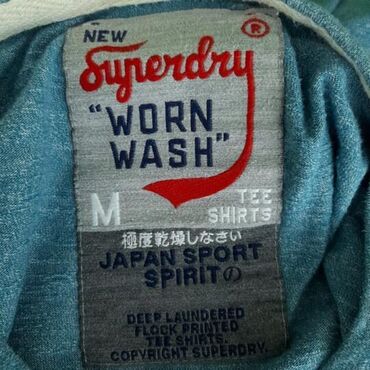 NEW
Superdry®
"WORN
WASH"
M TEE
SHIRTS
極度乾燥しなさい
JAPAN SPORT
SPIRITの
DEEP LAUNDERED
FLOCK PRINTED
TEE SHIRTS.
COPYRIGHT SUPERDRY.